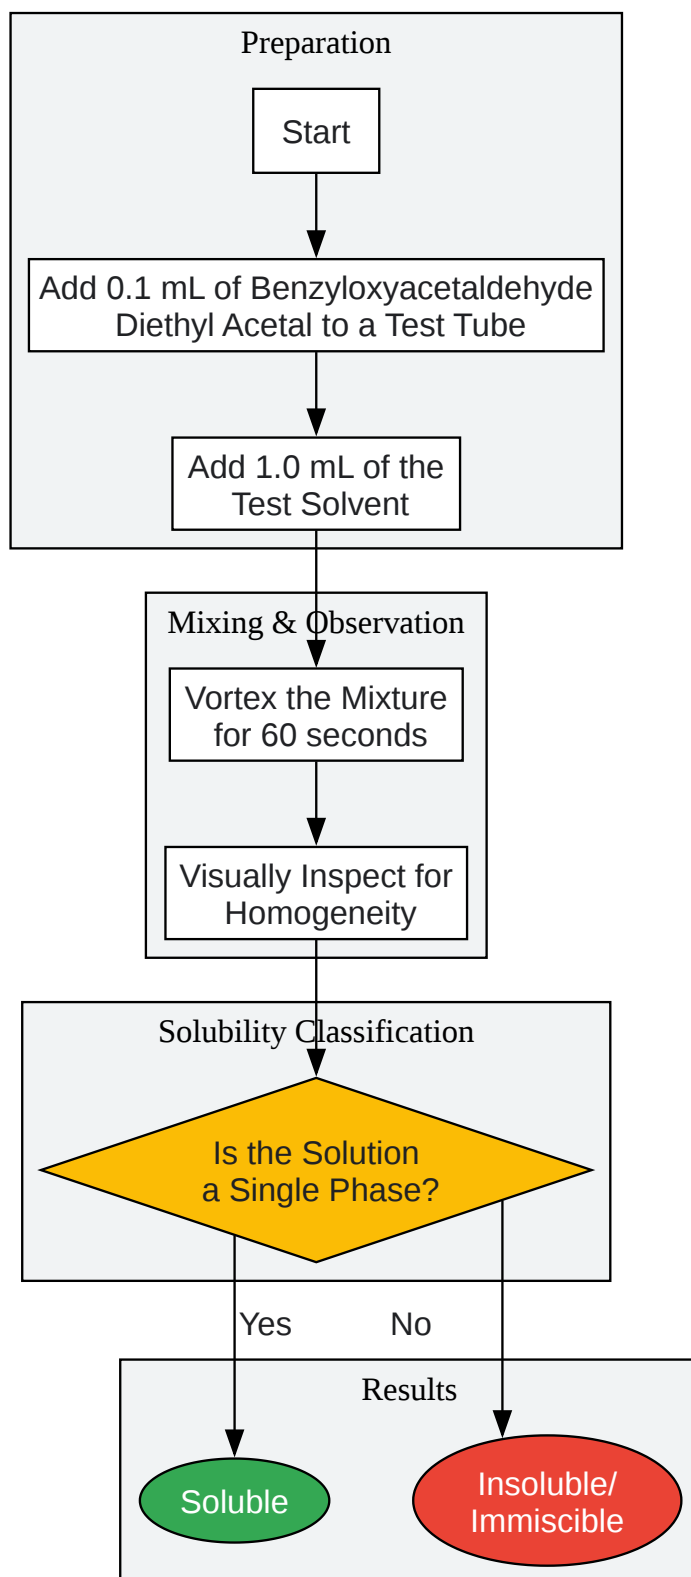 Preparation
Start
Add 0.1 mL of Benzyloxyacetaldehyde
Diethyl Acetal to a Test Tube
Add 1.0 mL of the
Test Solvent
Mixing & Observation
Vortex the Mixture
for 60 seconds
Visually Inspect for
Homogeneity
Solubility Classification
Is the Solution
a Single Phase?
Yes
No
Results
Soluble
Insoluble/
Immiscible